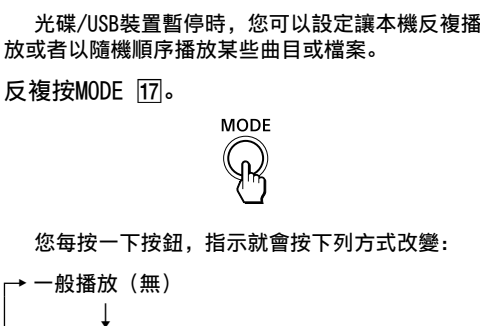 光碟/USB裝置暫停時，您可以設定讓本機反複播
放或者以隨機順序播放某些曲目或檔案。
反複按MODE 17。
MODE
您每按一下按鈕，指示就會按下列方式改變：
一般播放（無）